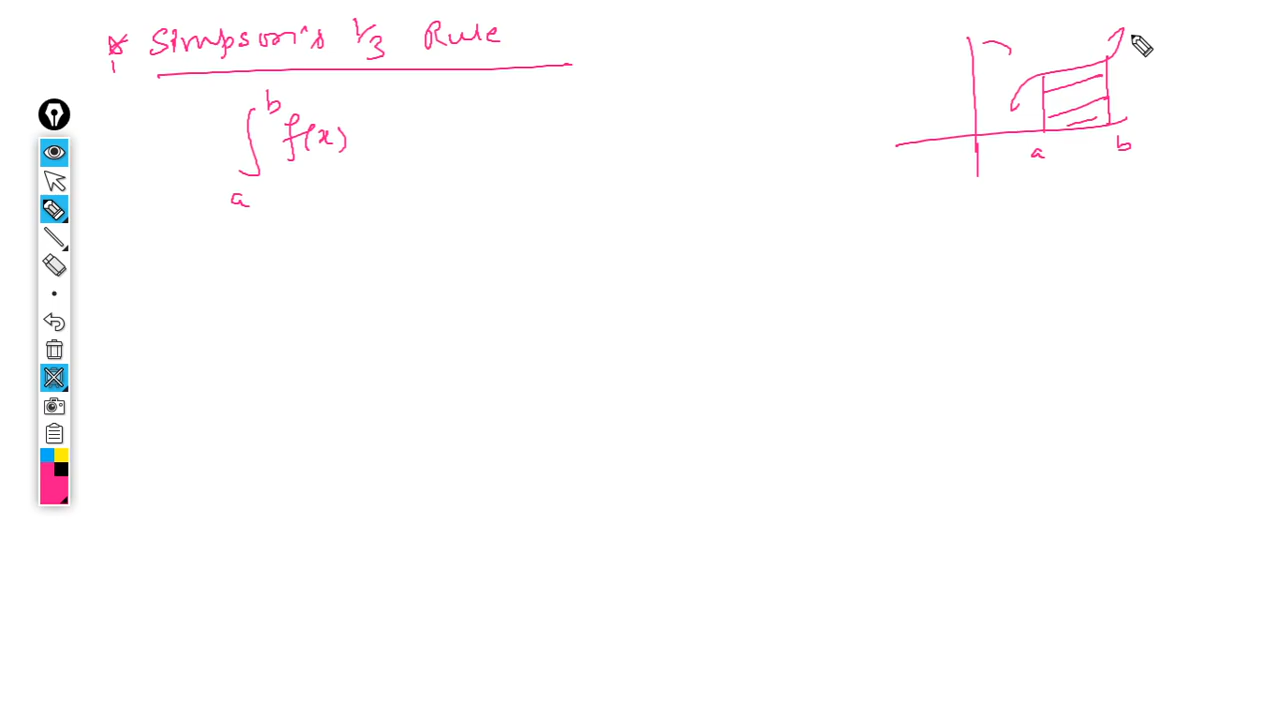 * Simpson's 1/3 Rule
∫ₐᵇ f(x)
a b